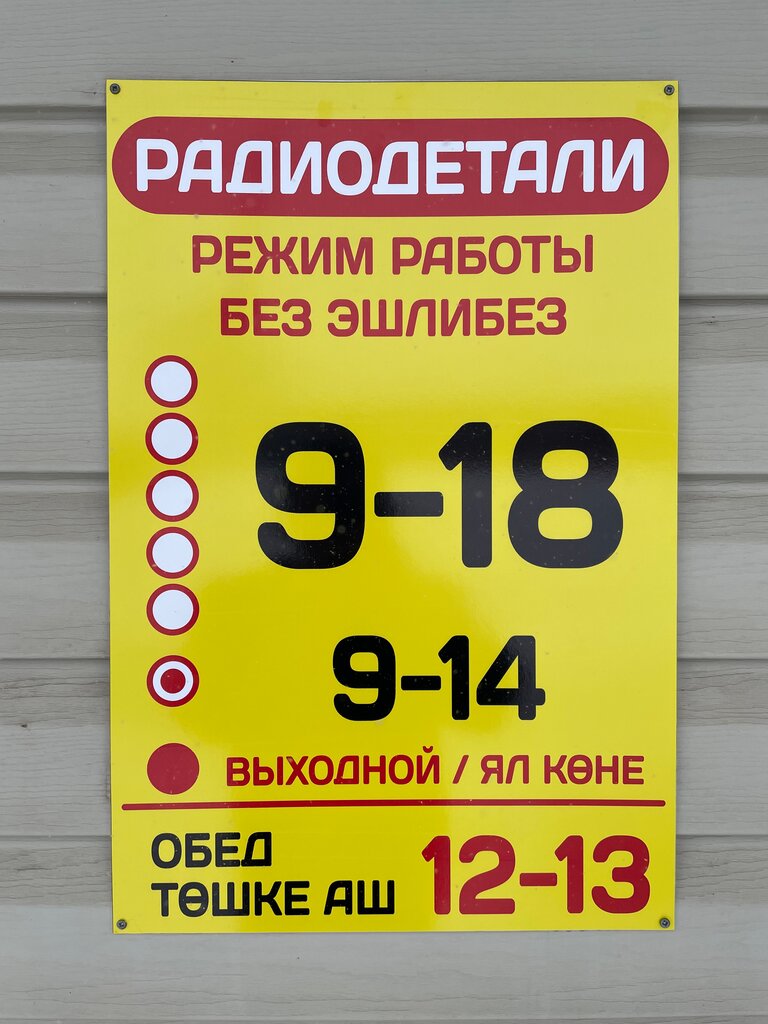 РАДИОДЕТАЛИ
РЕЖИМ РАБОТЫ
БЕЗ ЭШЛИБЕЗ
9-18
9-14
ВЫХОДНОЙ / ЯЛ КӨНЕ
ОБЕД
ТӨШКЕ АШ
12-13